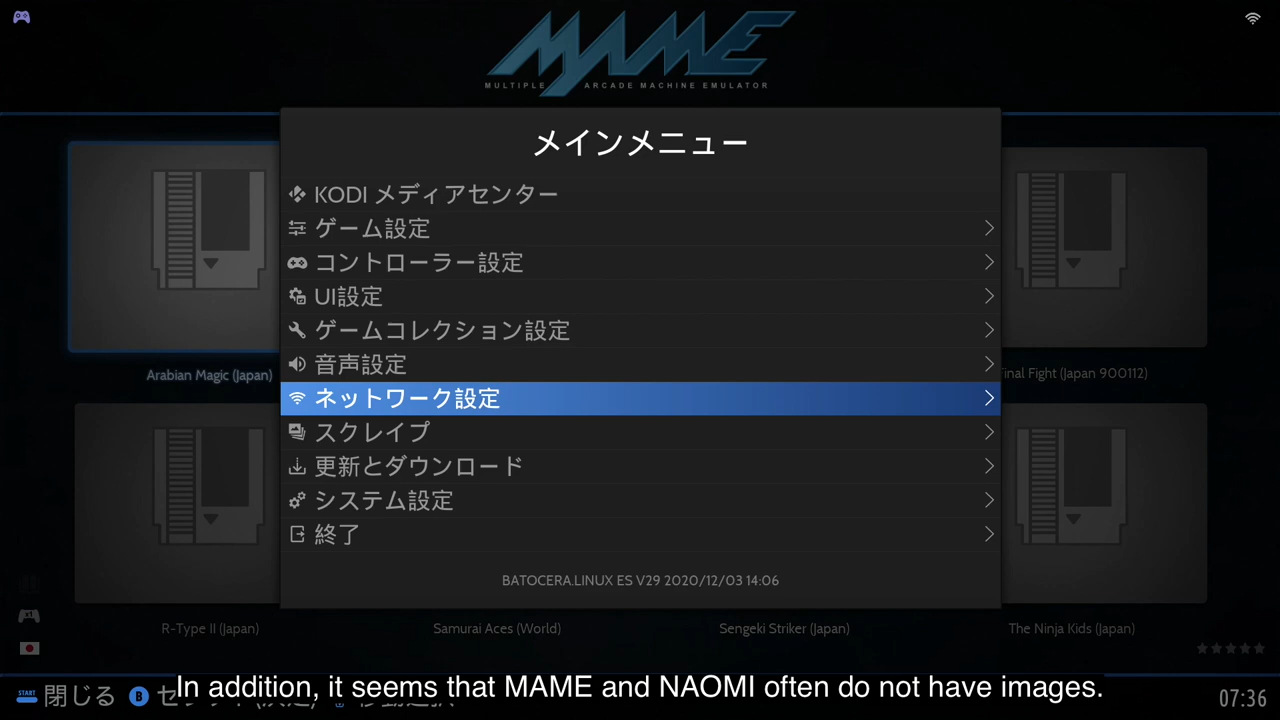 MAME
MULTIPLE ARCADE MACHINE EMULATOR
メインメニュー
KODI メディアセンター
ゲーム設定
コントローラー設定
UI設定
ゲームコレクション設定
音声設定
ネットワーク設定
スクレイプ
更新とダウンロード
システム設定
終了
BATOCERA.LINUX ES V29 2020/12/03 14:06
Arabian Magic (Japan)
inal Fight (Japan 900112)
R-Type II (Japan)
Samurai Aces (World)
Sengeki Striker (Japan)
The Ninja Kids (Japan)
x1
START 閉じる B
In addition, it seems that MAME and NAOMI often do not have images.
07:36